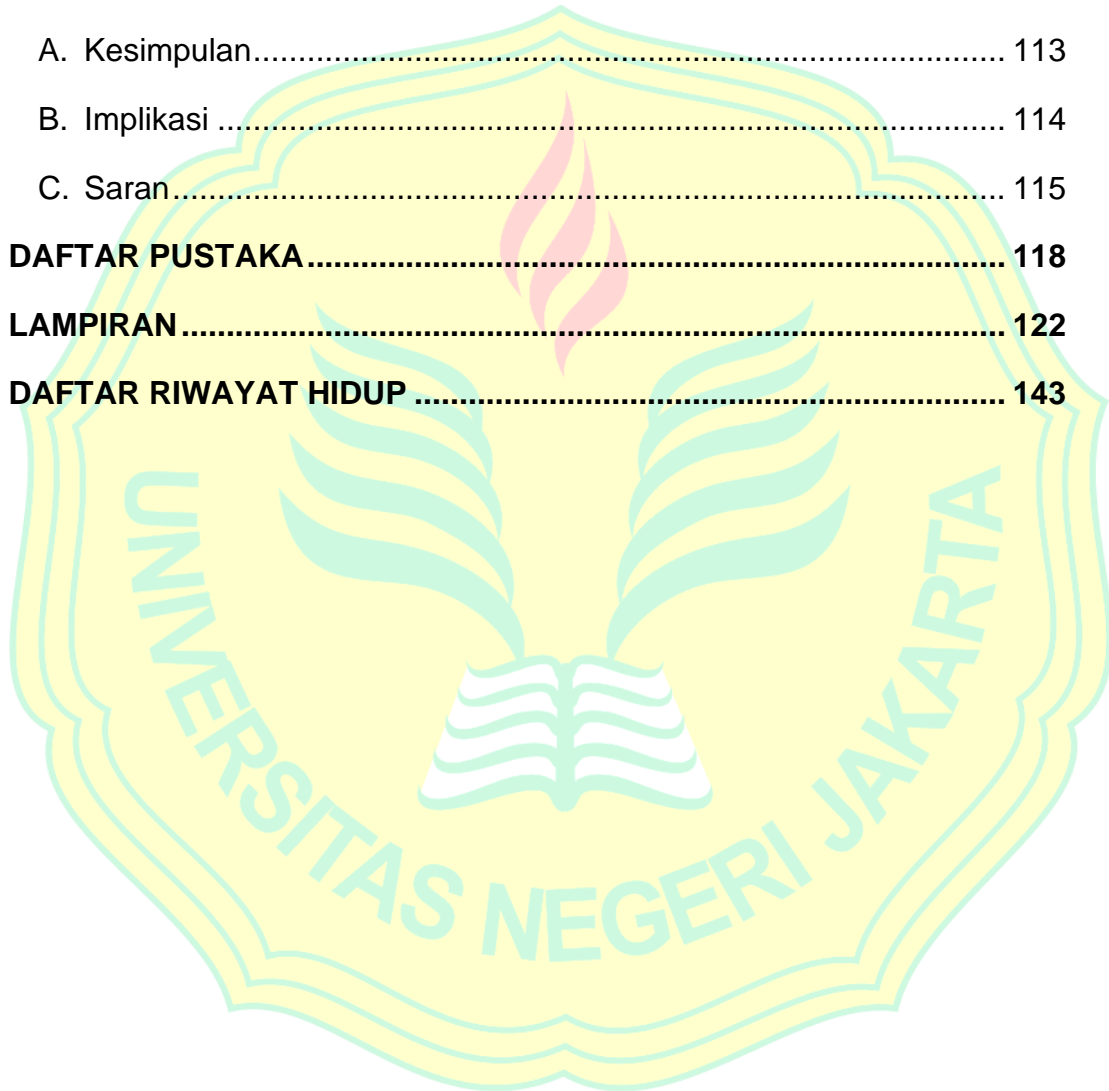 A. Kesimpulan.................................................................................... 113
B. Implikasi ........................................................................................ 114
C. Saran............................................................................................. 115
DAFTAR PUSTAKA.............................................................................. 118
LAMPIRAN............................................................................................ 122
DAFTAR RIWAYAT HIDUP .................................................................. 143
UNIVERSITAS NEGERI JAKARTA